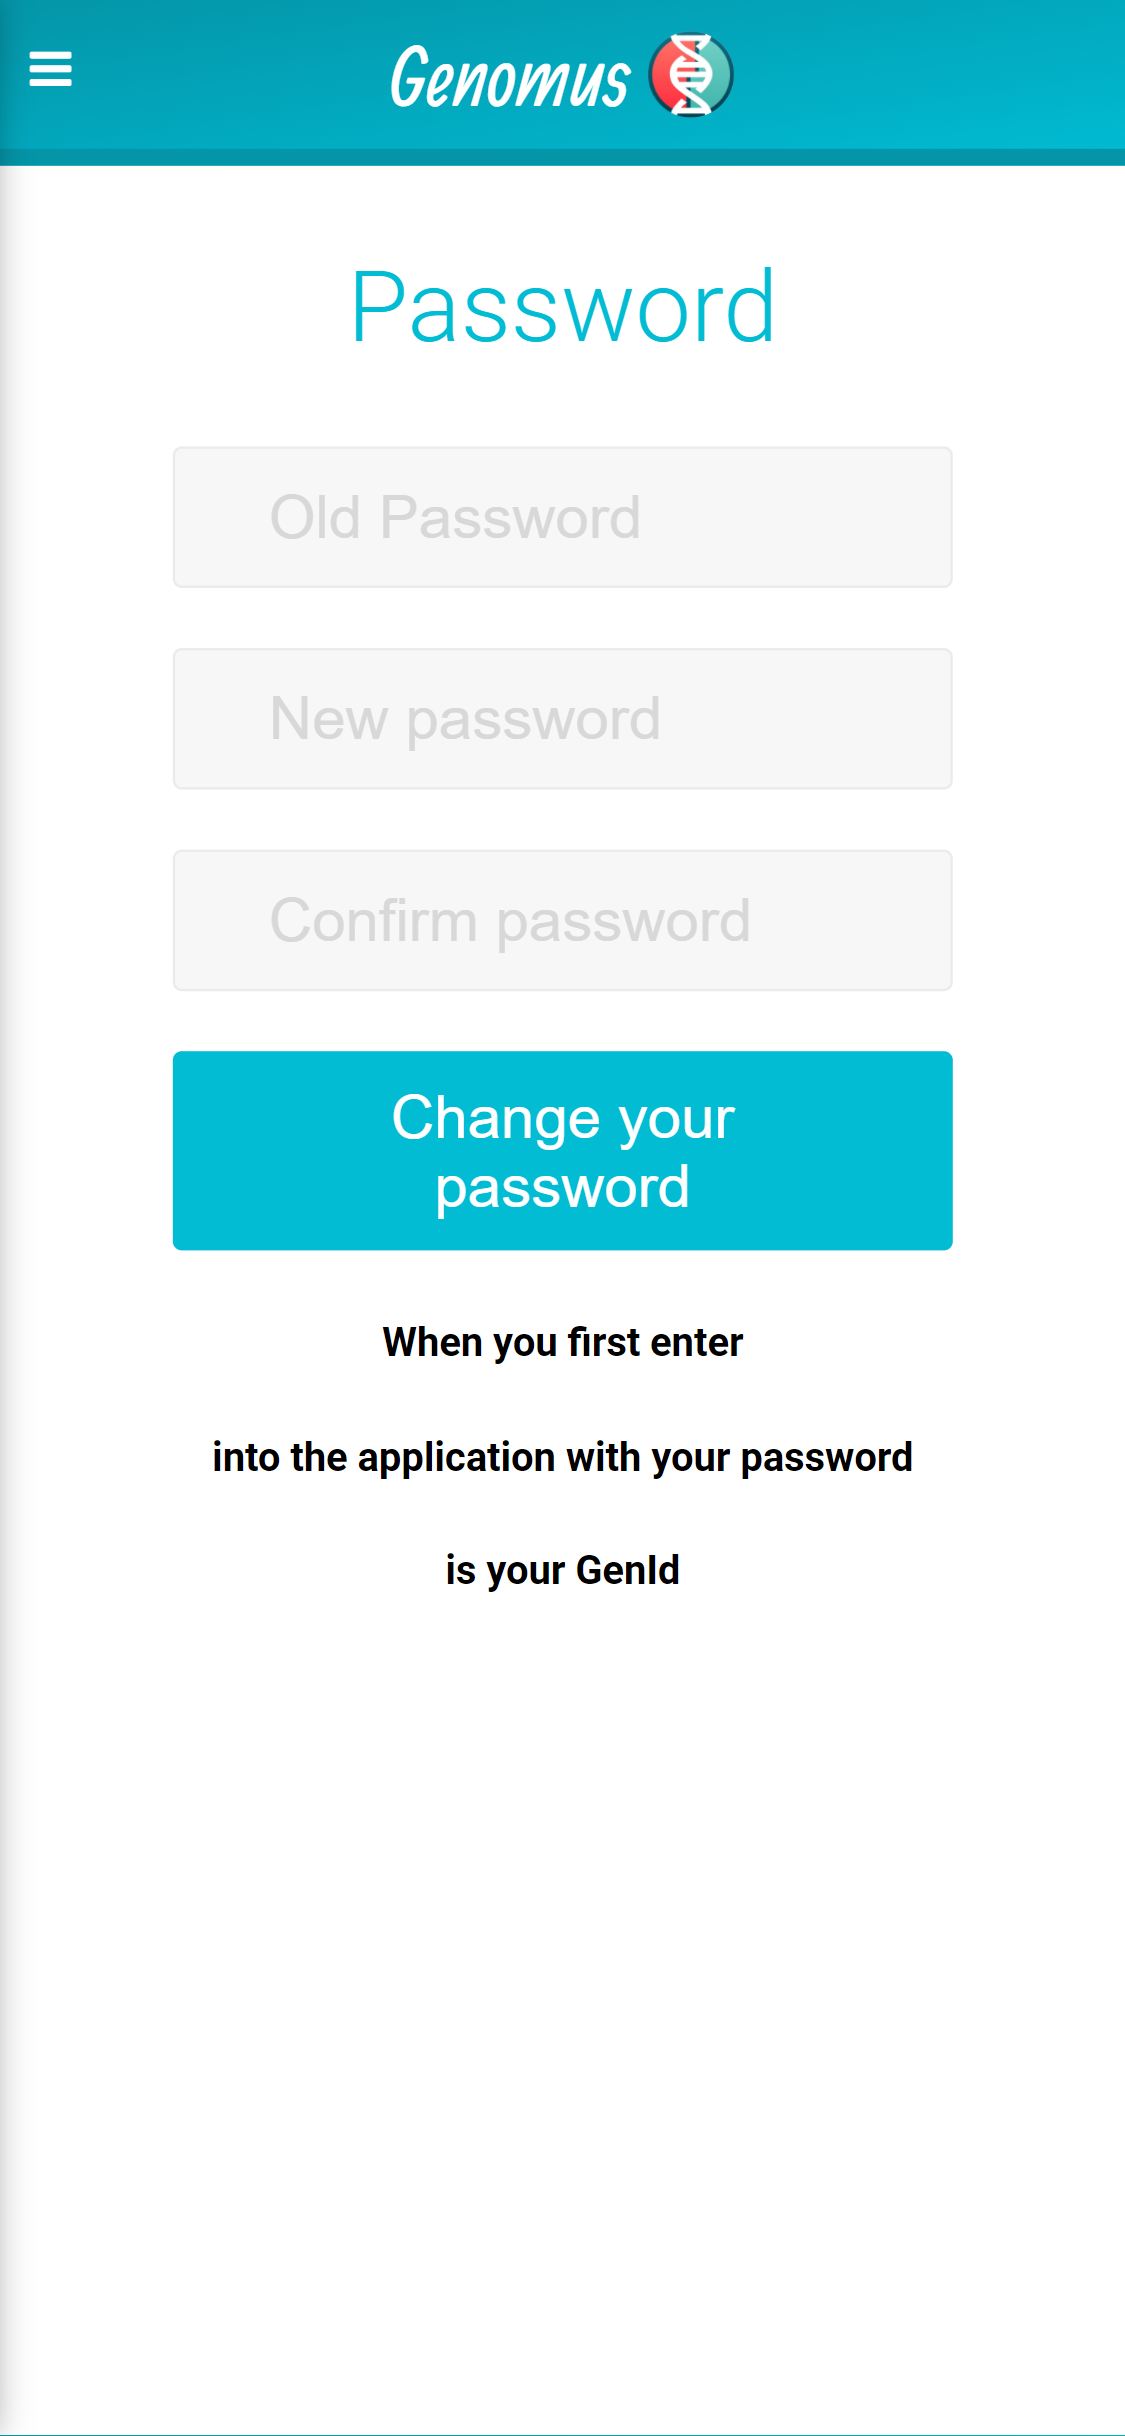 Genomus
Password
Old Password
New password
Confirm password
Change your
password
When you first enter
into the application with your password
is your GenId